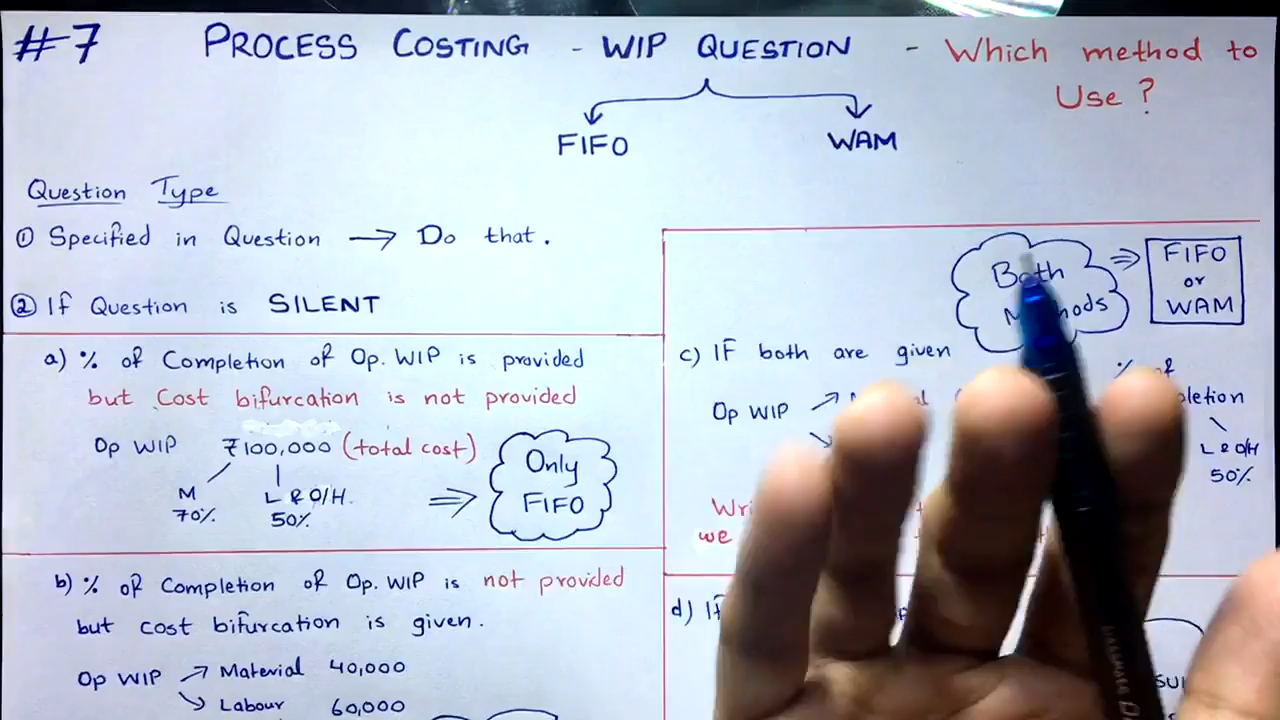 #7 PROCESS COSTING - WIP QUESTION - Which method to
Use ?
FIFO WAM
Question Type
① Specified in Question → Do that.
② If Question is SILENT
a) % of Completion of Op. WIP is provided
but Cost bifurcation is not provided
Op WIP ₹100,000 (total cost)
M L & O/H.
70% 50%
⇒ Only
FIFO
b) % of Completion of Op. WIP is not provided
but cost bifurcation is given.
Op WIP → Material 40,000
↘ Labour 60,000
Both ⇒ FIFO
or
WAM
c) IF both are given
Op WIP
L & O/H
50%
we
d) If